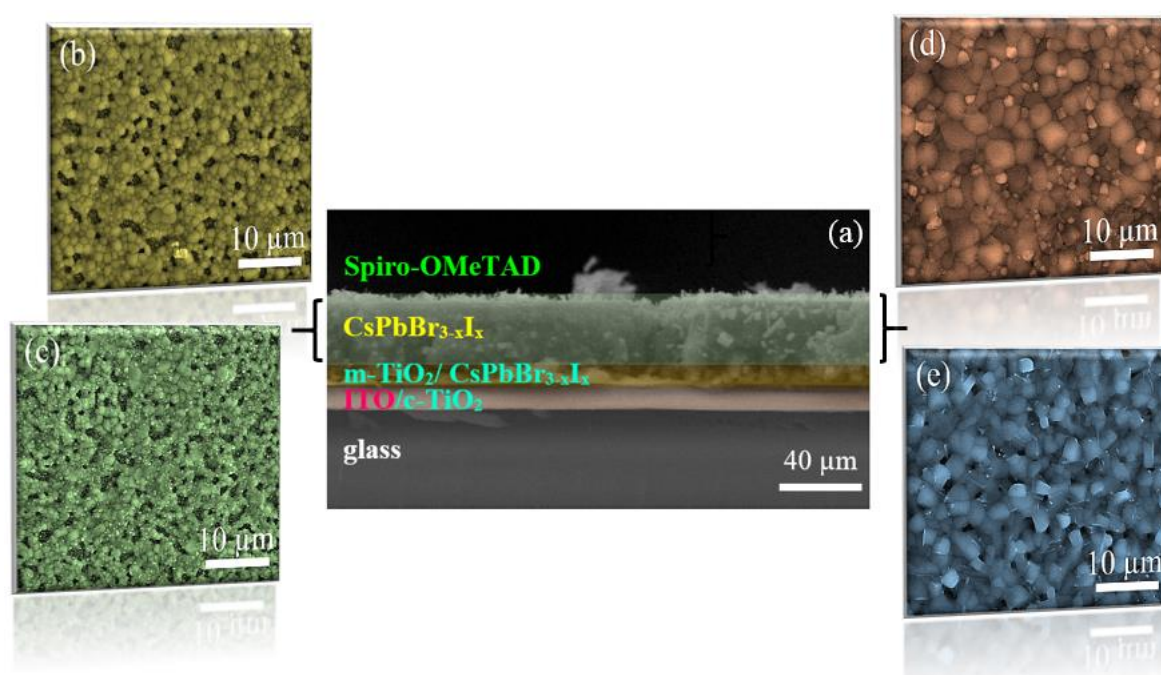 (b)
10 µm
(c)
10 µm
(a)
Spiro-OMeTAD
CsPbBr₃₋ₓIₓ
m-TiO₂/ CsPbBr₃₋ₓIₓ
ITO/c-TiO₂
glass
40 µm
(d)
10 µm
(e)
10 µm